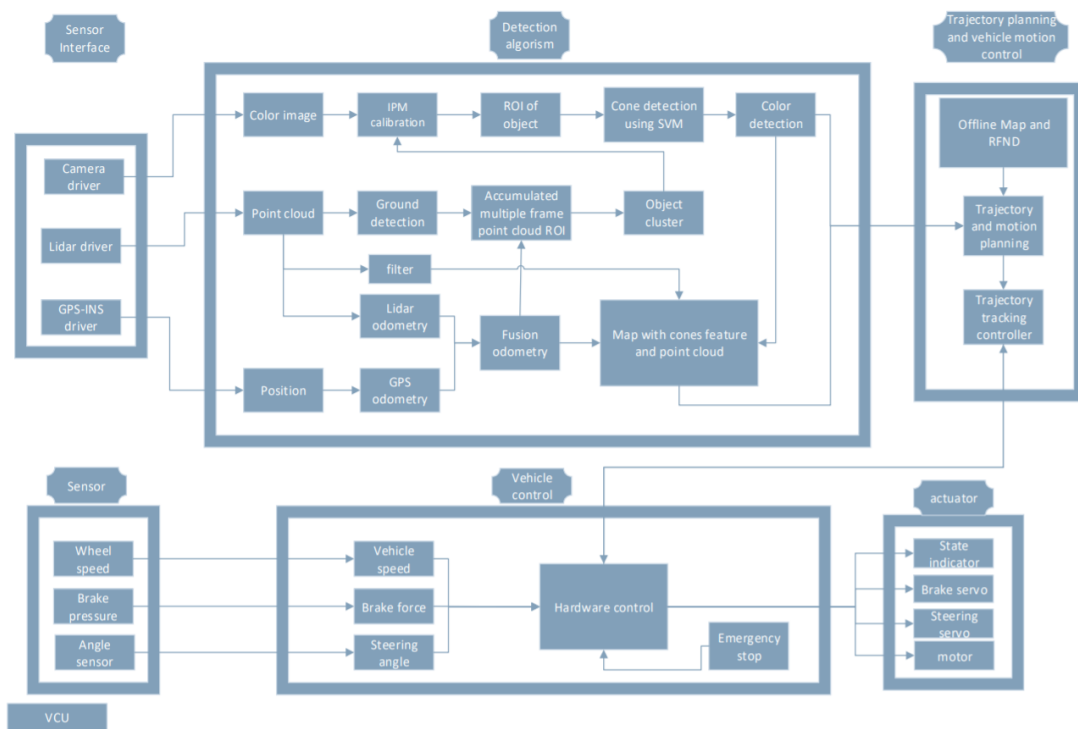 Sensor
Interface
Detection
algorism
Trajectory planning
and vehicle motion
control
Color image
IPM
calibration
ROI of
object
Cone detection
using SVM
Color
detection
Offline Map and
RFND
Camera
driver
Point cloud
Ground
detection
Accumulated
multiple frame
point cloud ROI
Object
cluster
Trajectory
and motion
planning
Lidar driver
filter
GPS-INS
driver
Lidar
odometry
Fusion
odometry
Map with cones feature
and point cloud
Trajectory
tracking
controller
Position
GPS
odometry
Sensor
Vehicle
control
actuator
Wheel
speed
Vehicle
speed
State
indicator
Brake
pressure
Brake force
Hardware control
Brake servo
Steering
servo
Angle
sensor
Steering
angle
Emergency
stop
motor
VCU